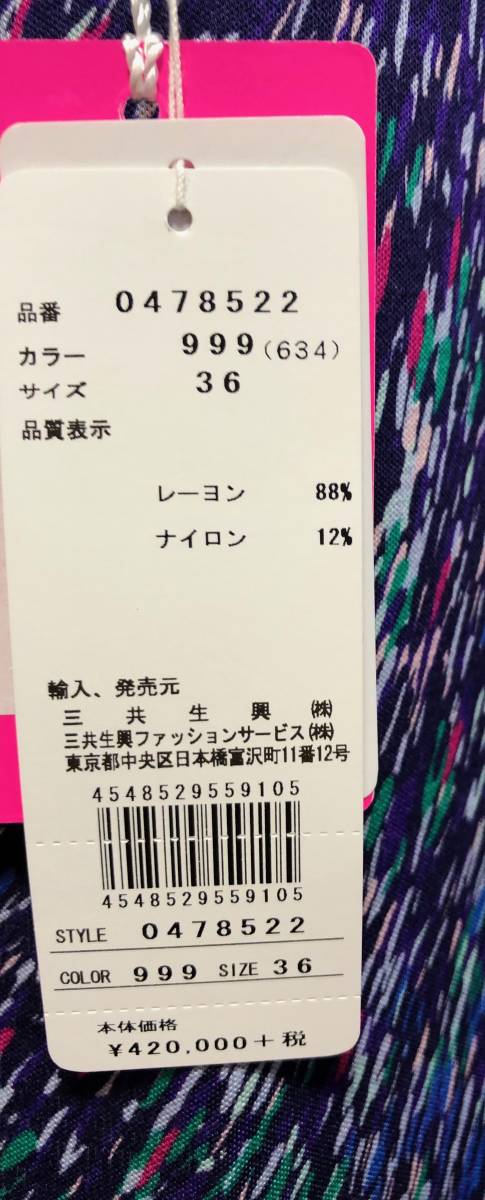 品番 0478522
カラー 999(634)
サイズ 36
品質表示
レーヨン 88%
ナイロン 12%
輸入、発売元
三共生興㈱
三共生興ファッションサービス㈱
東京都中央区日本橋富沢町11番12号
4548529559105
4548529559105
STYLE 0478522
COLOR 999 SIZE 36
本体価格
¥420,000+税